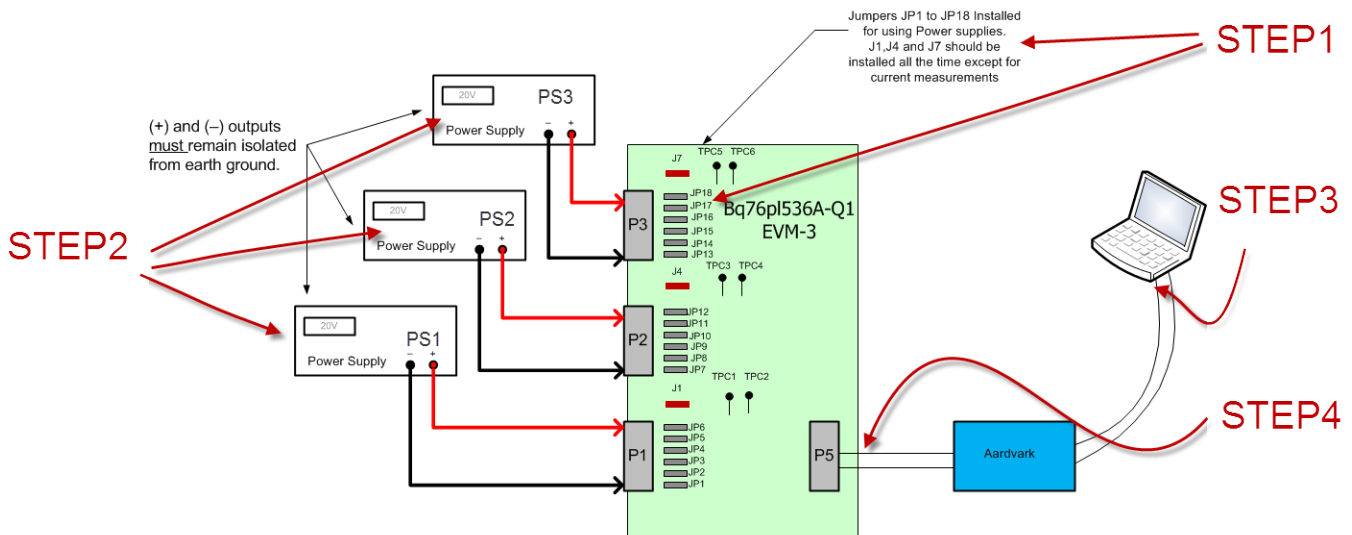 Jumpers JP1 to JP18 Installed
for using Power supplies.
J1,J4 and J7 should be
installed all the time except for
current measurements
STEP1
20V
PS3
Power Supply
– +
(+) and (–) outputs
must remain isolated
from earth ground.
STEP2
20V
PS2
Power Supply
– +
20V
PS1
Power Supply
– +
TPC5 TPC6
J7
P3
JP18
JP17
JP16
JP15
JP14
JP13
Bq76pl536A-Q1
EVM-3
TPC3 TPC4
J4
P2
JP12
JP11
JP10
JP9
JP8
JP7
TPC1 TPC2
J1
P1
JP6
JP5
JP4
JP3
JP2
JP1
P5
Aardvark
STEP3
STEP4